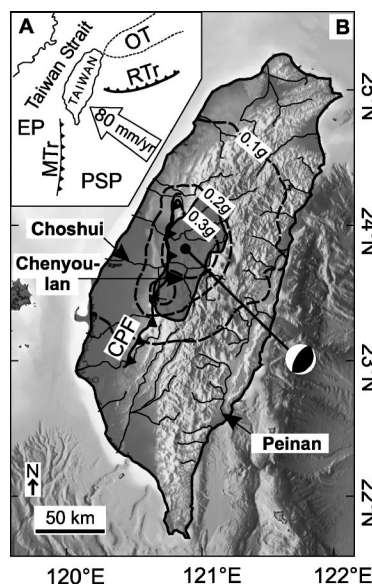 A
B
OT
Taiwan Strait
TAIWAN
RTr
EP
80 mm/yr
MTr
PSP
25°N
0.1g
0.2g
0.3g
Choshui
24
Chenyou-
lan
CPF
23
Peinan
N
22
50 km
120°E
121°E
122°E